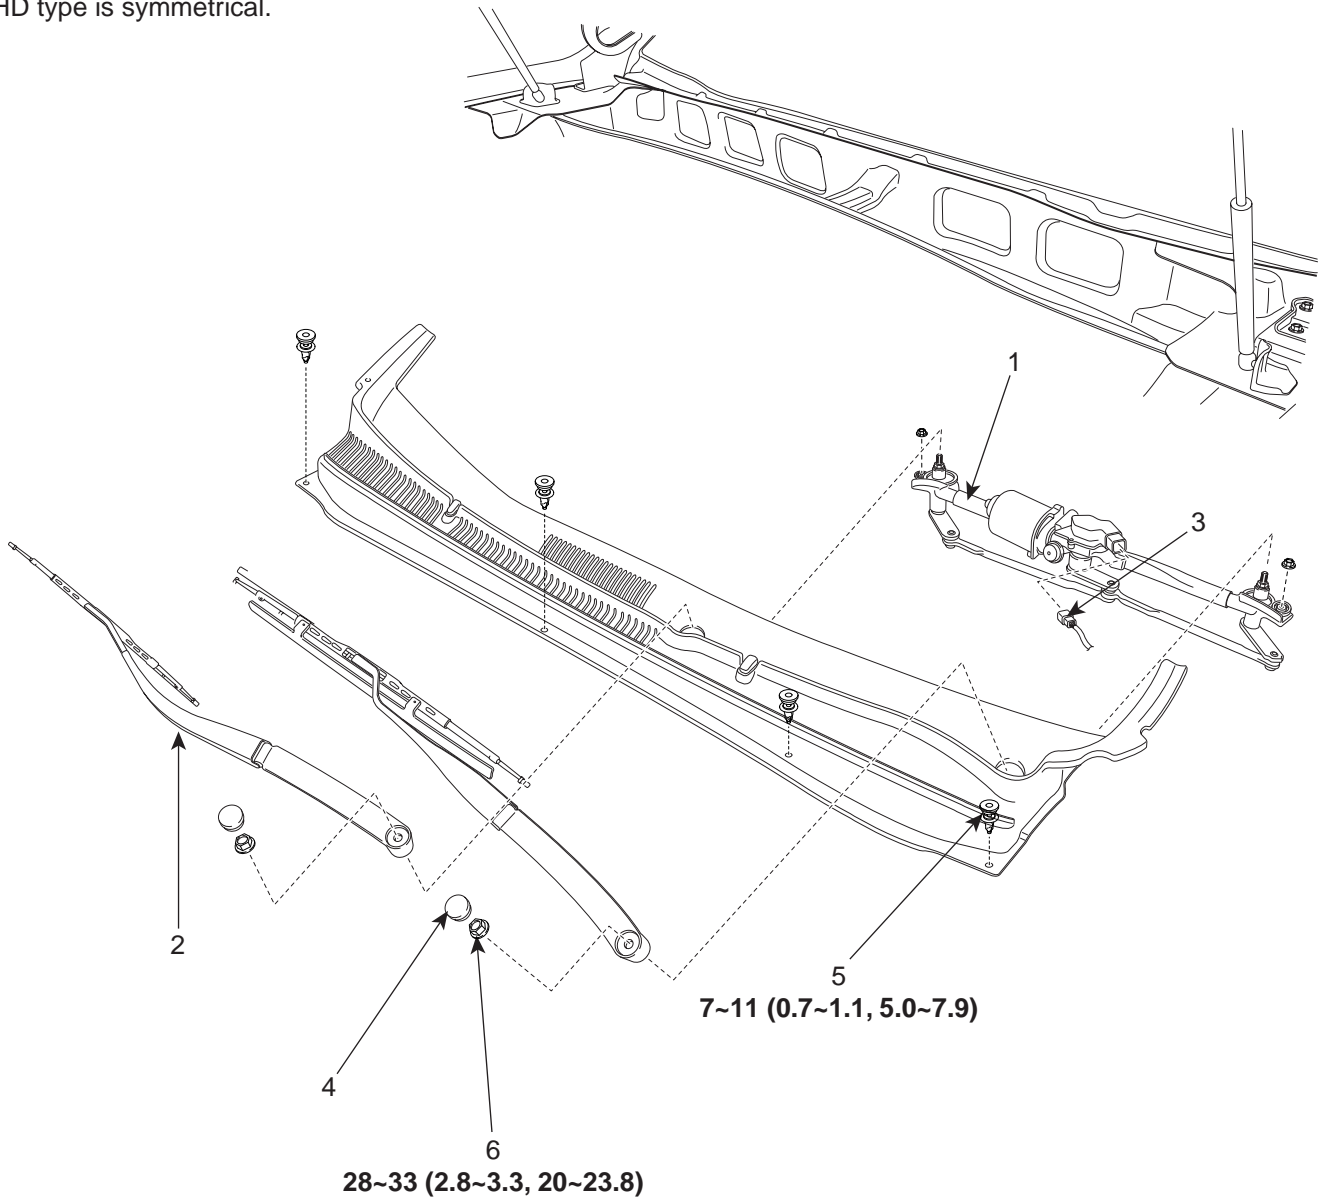 HD type is symmetrical.
1
3
2
5
7~11 (0.7~1.1, 5.0~7.9)
4
6
28~33 (2.8~3.3, 20~23.8)